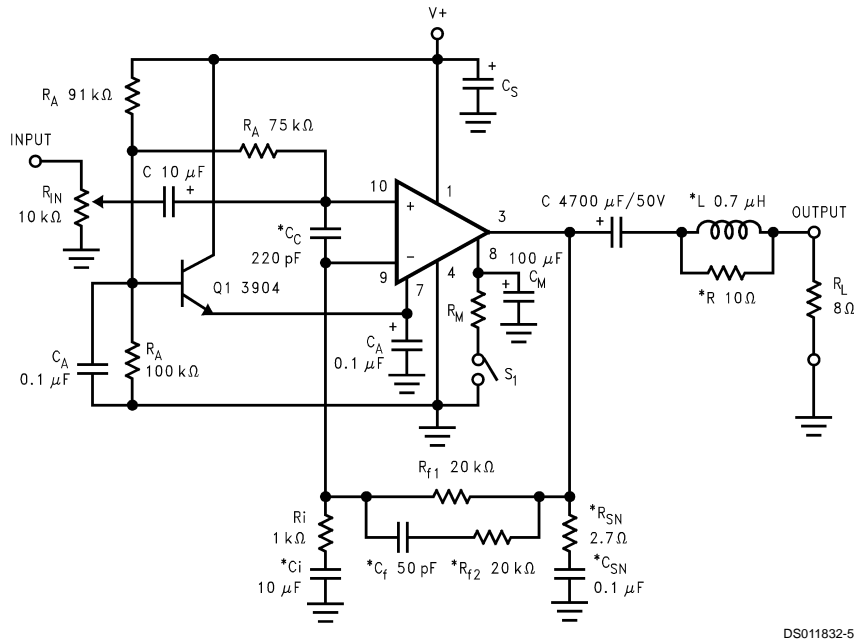 V+
+
C_S
R_A 91 kΩ
R_A 75 kΩ
INPUT
C 10 μF
+
R_IN
10 kΩ
10
+
1
*C_C
220 pF
−
9
3
C 4700 μF/50V
+
*L 0.7 μH
OUTPUT
8
100 μF
4
7
+
C_M
*R 10Ω
Q1 3904
R_M
R_L
8Ω
+
C_A
0.1 μF
R_A
100 kΩ
C_A
0.1 μF
S_1
R_f1 20 kΩ
Ri
1 kΩ
*R_SN
2.7Ω
*Ci
10 μF
*C_f 50 pF
*R_f2 20 kΩ
*C_SN
0.1 μF
DS011832-5